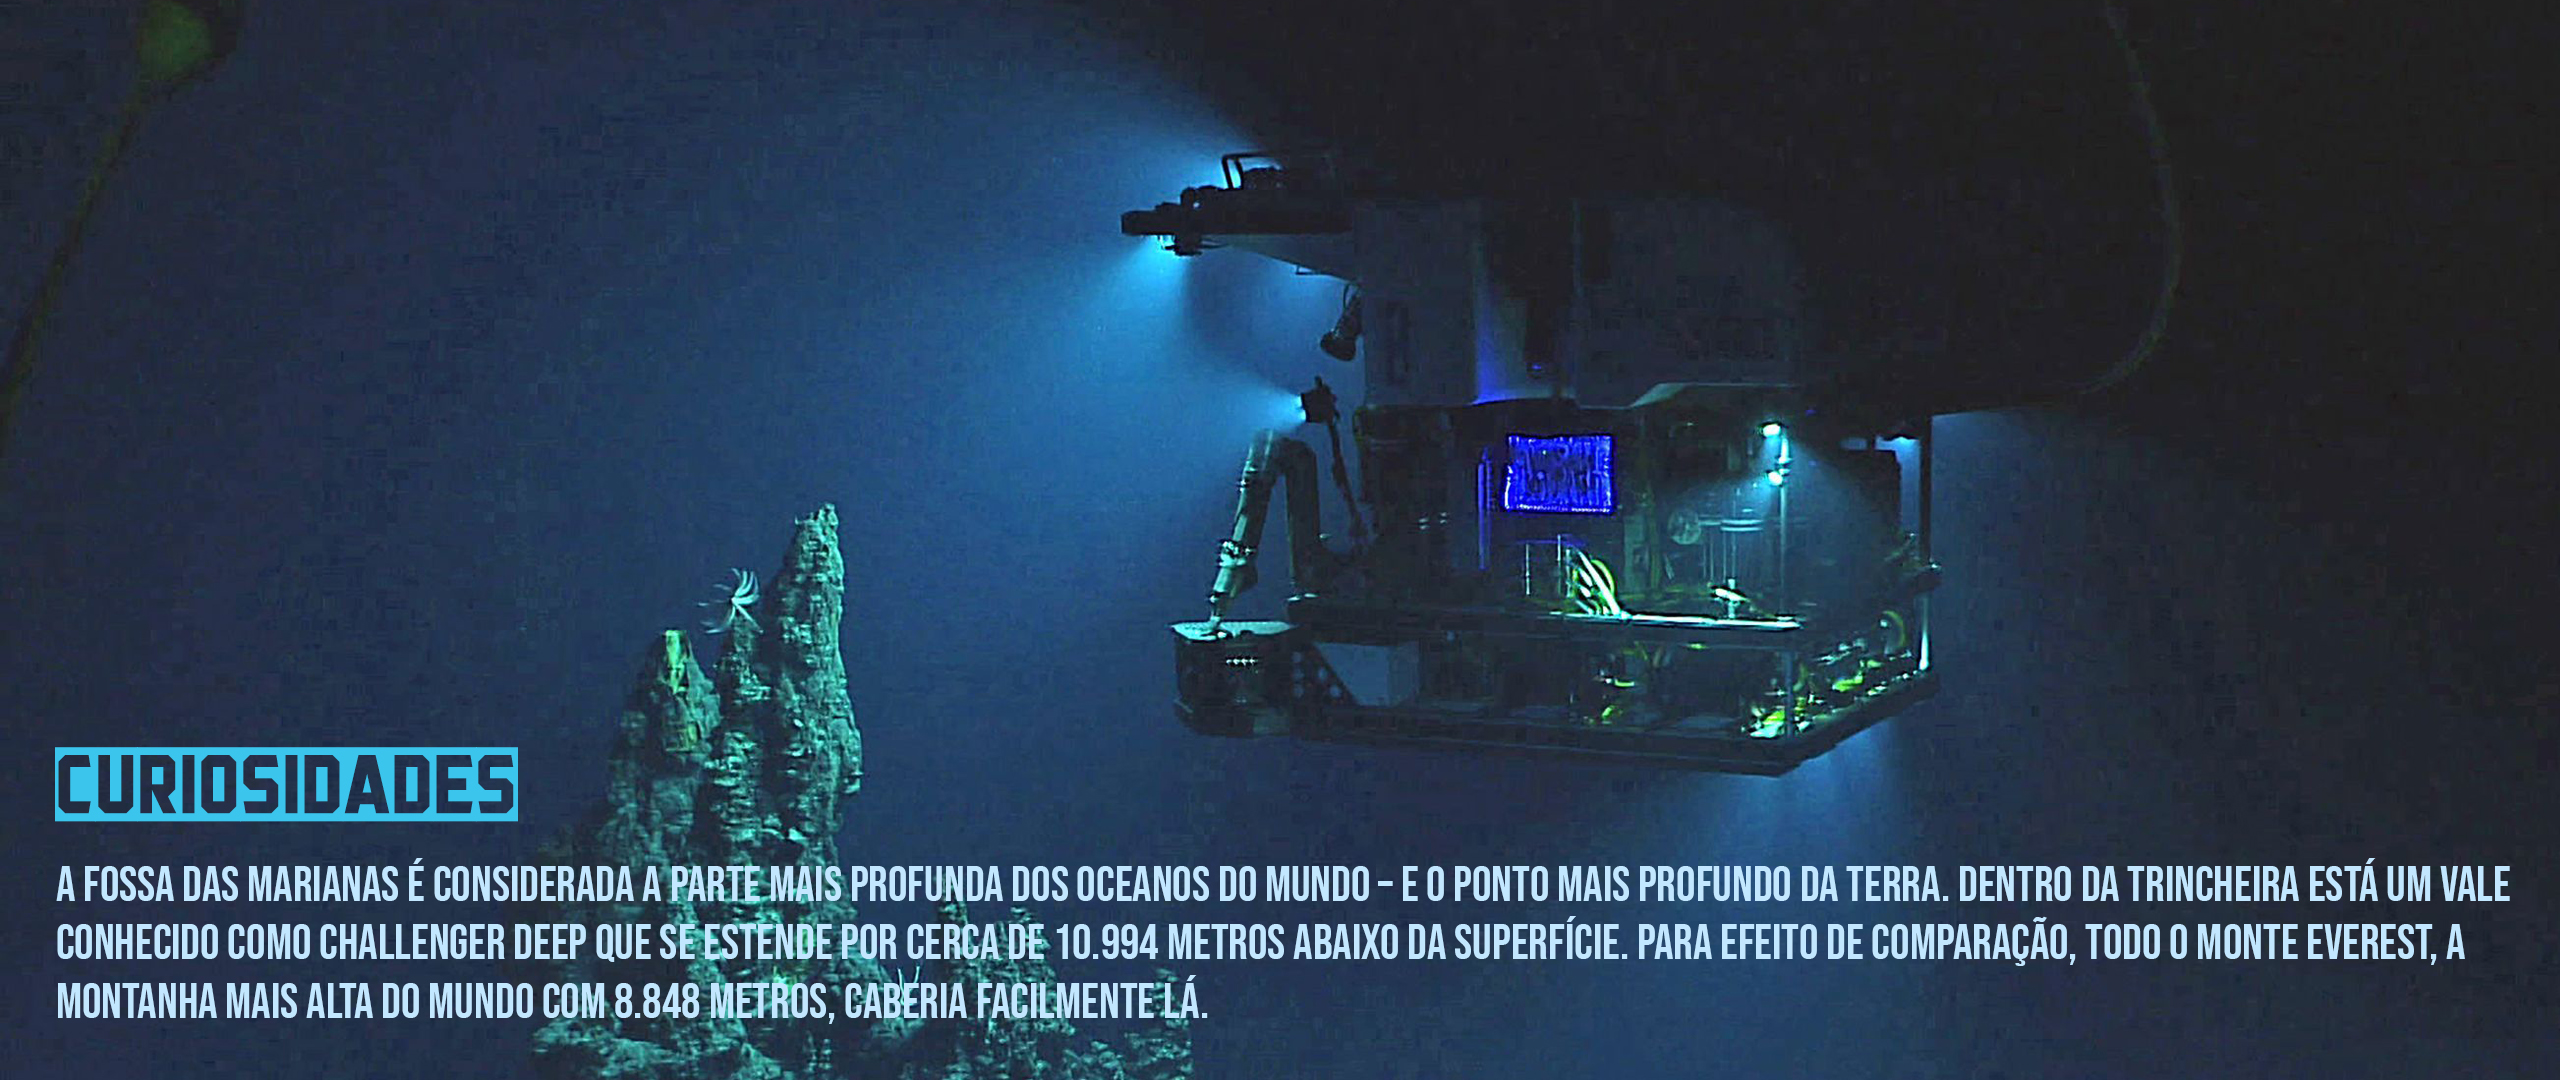 CURIOSIDADES
A FOSSA DAS MARIANAS É CONSIDERADA A PARTE MAIS PROFUNDA DOS OCEANOS DO MUNDO – E O PONTO MAIS PROFUNDO DA TERRA. DENTRO DA TRINCHEIRA ESTÁ UM VALE
CONHECIDO COMO CHALLENGER DEEP QUE SE ESTENDE POR CERCA DE 10.994 METROS ABAIXO DA SUPERFÍCIE. PARA EFEITO DE COMPARAÇÃO, TODO O MONTE EVEREST, A
MONTANHA MAIS ALTA DO MUNDO COM 8.848 METROS, CABERIA FACILMENTE LÁ.